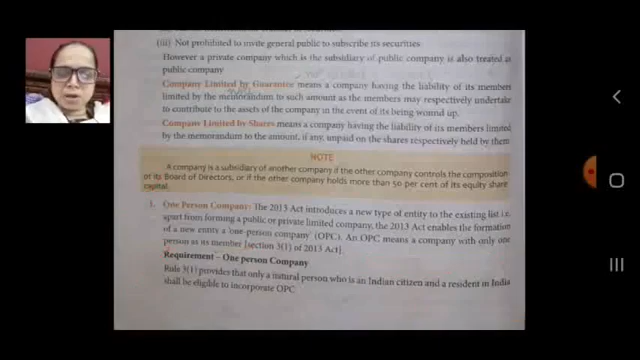 (iii) Not prohibited to invite general public to subscribe its securities
However a private company which is the subsidiary of public company is also treated as
public company
Company Limited by Guarantee means a company having the liability of its members
limited by the memorandum to such amount as the members may respectively undertake
to contribute to the assets of the company in the event of its being wound up.
Company Limited by Shares means a company having the liability of its members limited
by the memorandum to the amount, if any, unpaid on the shares respectively held by them
NOTE
A company is a subsidiary of another company if the other company controls the composition
of its Board of Directors, or if the other company holds more than 50 per cent of its equity share
capital.
1. One Person Company: The 2013 Act introduces a new type of entity to the existing list i.e.
apart from forming a public or private limited company, the 2013 Act enables the formation
of a new entity a 'one-person company' (OPC). An OPC means a company with only one
person as its member [section 3(1) of 2013 Act].
Requirement - One person Company
Rule 3(1) provides that only a natural person who is an Indian citizen and a resident in India
shall be eligible to incorporate OPC